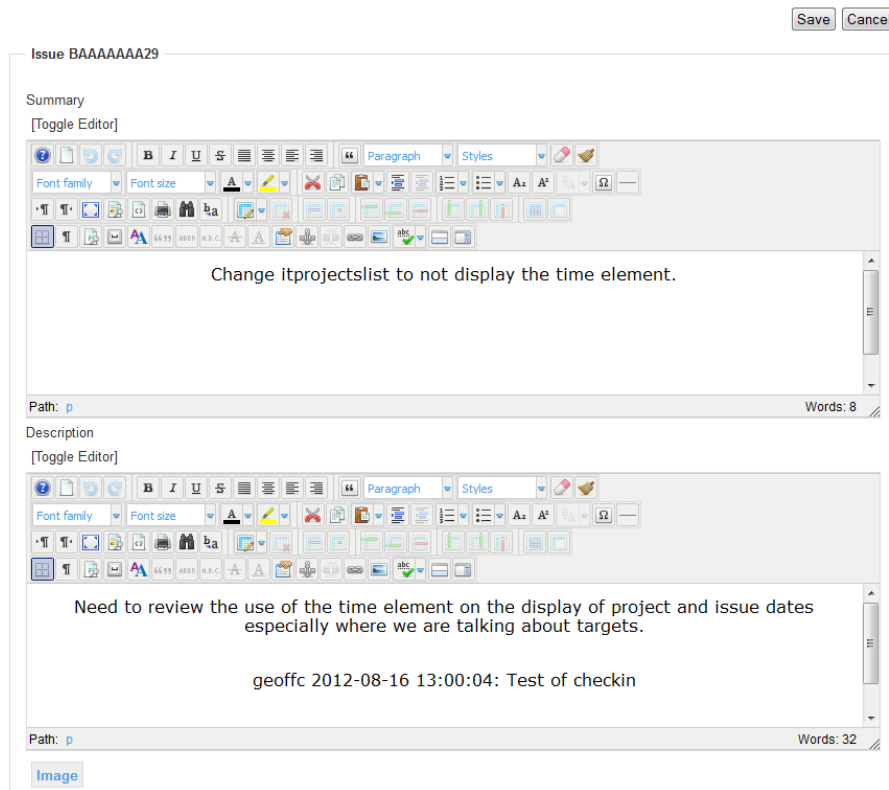 Save Cancel
Issue BAAAAAAA29
Summary
[Toggle Editor]
Paragraph Styles
Font family Font size
Change itprojectslist to not display the time element.
Path: p Words: 8
Description
[Toggle Editor]
Paragraph Styles
Font family Font size
Need to review the use of the time element on the display of project and issue dates
especially where we are talking about targets.
geoffc 2012-08-16 13:00:04: Test of checkin
Path: p Words: 32
Image